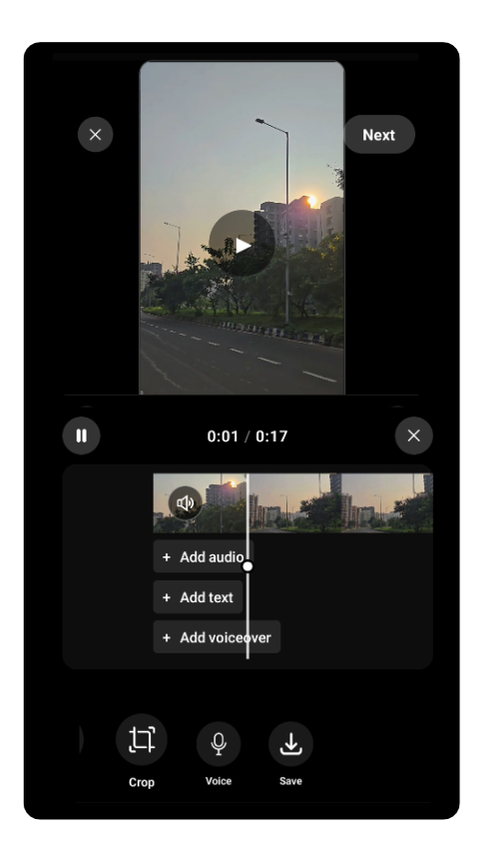 Next
0:01 / 0:17
+ Add audio
+ Add text
+ Add voiceover
Crop
Voice
Save